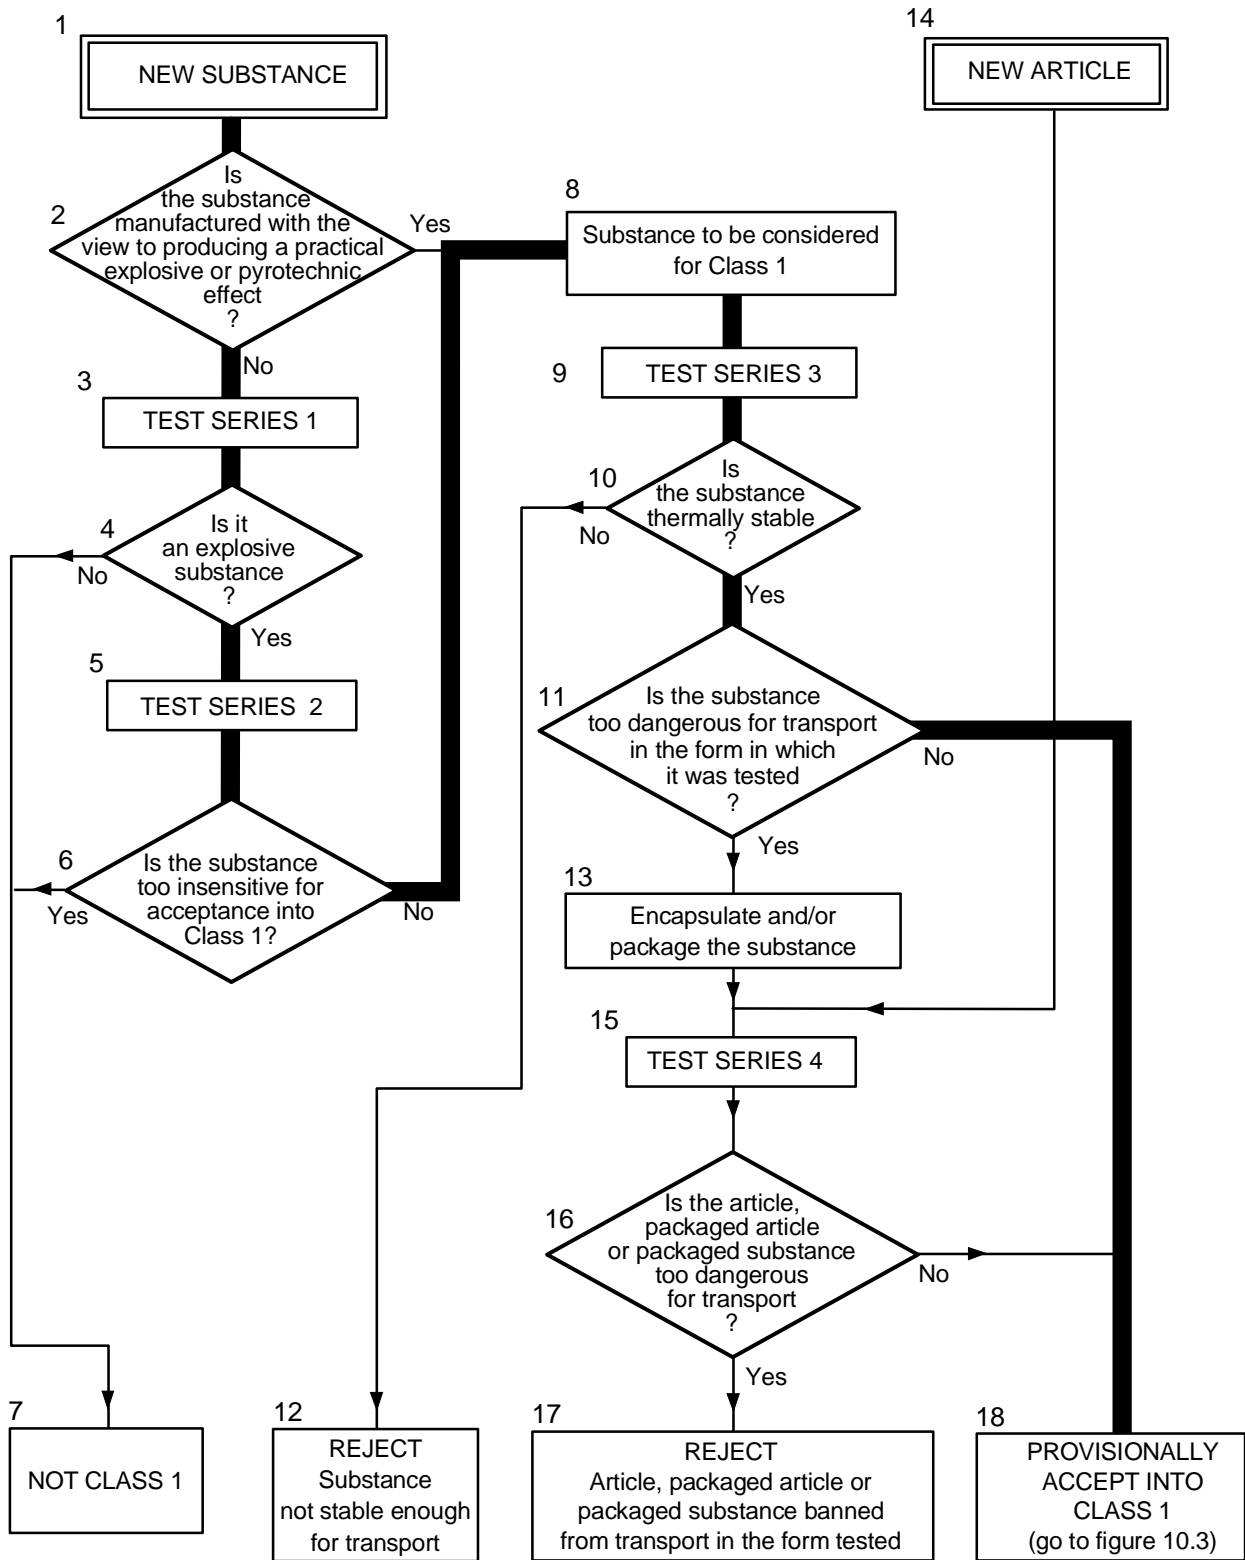 1
NEW SUBSTANCE
14
NEW ARTICLE
2
Is
the substance
manufactured with the
view to producing a practical
explosive or pyrotechnic
effect
?
Yes
No
8
Substance to be considered
for Class 1
3
TEST SERIES 1
9
TEST SERIES 3
4
Is it
an explosive
substance
?
No
Yes
10
Is
the substance
thermally stable
?
No
Yes
5
TEST SERIES 2
11
Is the substance
too dangerous for transport
in the form in which
it was tested
?
No
Yes
6
Is the substance
too insensitive for
acceptance into
Class 1?
Yes
No
13
Encapsulate and/or
package the substance
15
TEST SERIES 4
16
Is the article,
packaged article
or packaged substance
too dangerous
for transport
?
No
Yes
7
NOT CLASS 1
12
REJECT
Substance
not stable enough
for transport
17
REJECT
Article, packaged article or
packaged substance banned
from transport in the form tested
18
PROVISIONALLY
ACCEPT INTO
CLASS 1
(go to figure 10.3)